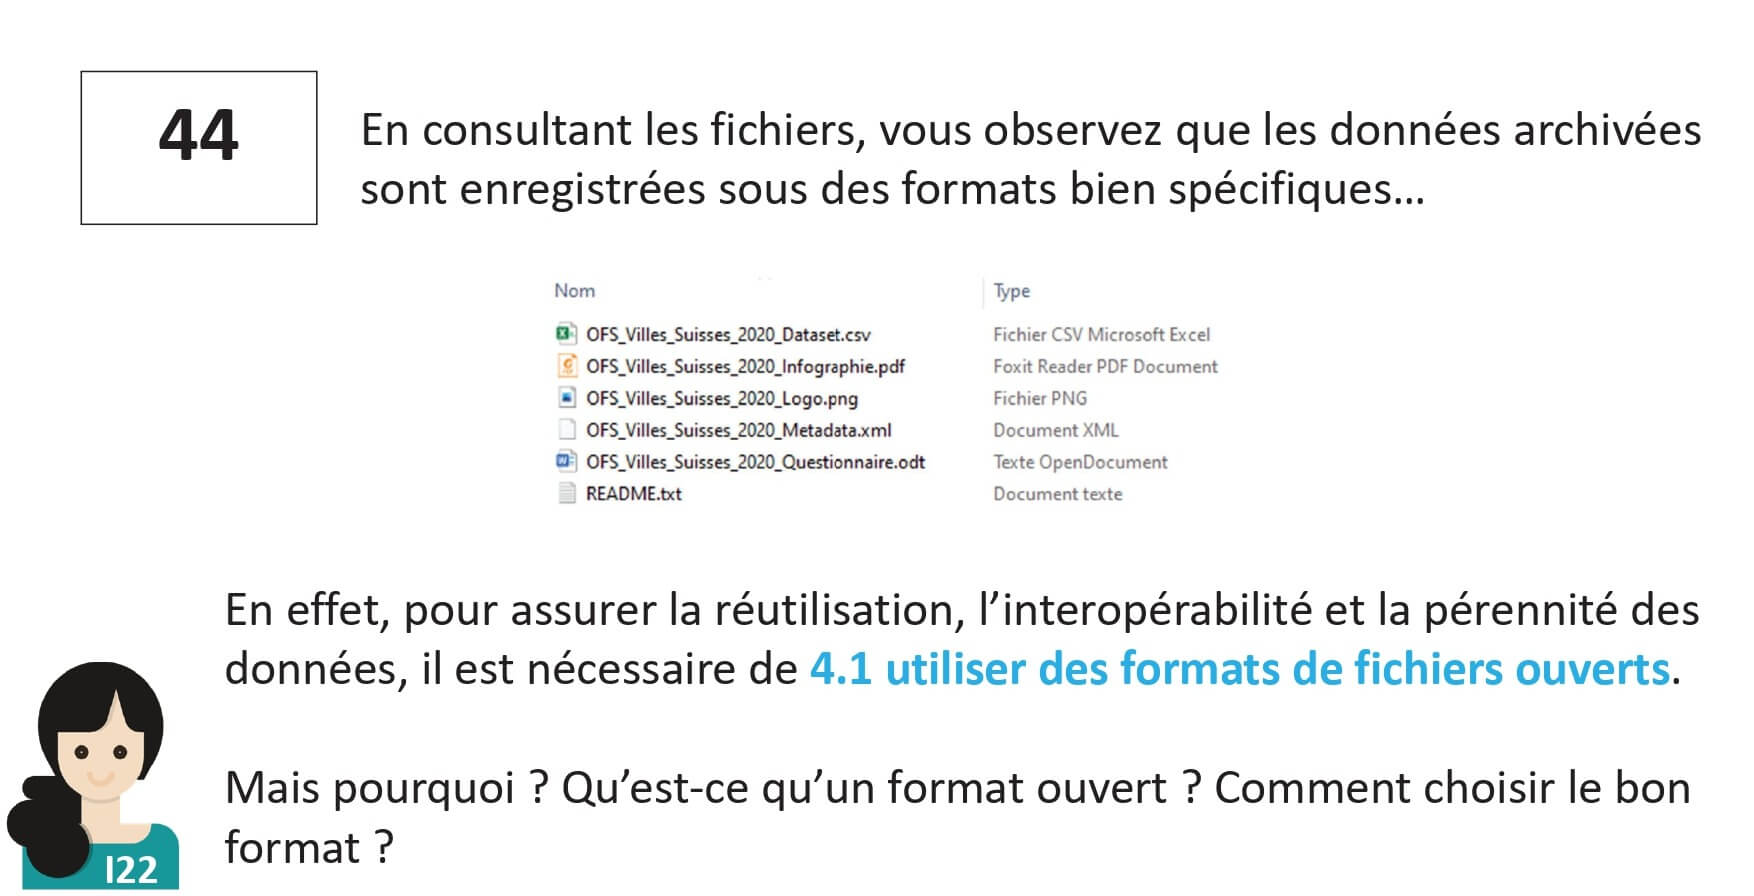 44
En consultant les fichiers, vous observez que les données archivées
sont enregistrées sous des formats bien spécifiques...
Nom Type
OFS_Villes_Suisses_2020_Dataset.csv Fichier CSV Microsoft Excel
OFS_Villes_Suisses_2020_Infographie.pdf Foxit Reader PDF Document
OFS_Villes_Suisses_2020_Logo.png Fichier PNG
OFS_Villes_Suisses_2020_Metadata.xml Document XML
OFS_Villes_Suisses_2020_Questionnaire.odt Texte OpenDocument
README.txt Document texte
En effet, pour assurer la réutilisation, l’interopérabilité et la pérennité des
données, il est nécessaire de 4.1 utiliser des formats de fichiers ouverts.
Mais pourquoi ? Qu’est-ce qu’un format ouvert ? Comment choisir le bon
format ?
I22